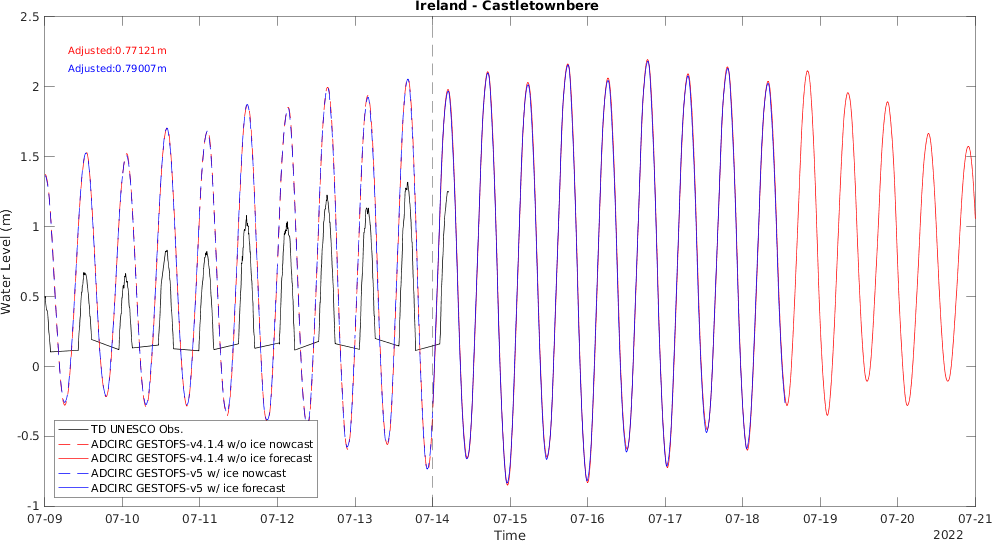 Ireland - Castletownbere
2.5
2
1.5
1
0.5
0
-0.5
-1
Water Level (m)
Adjusted:0.77121m
Adjusted:0.79007m
TD UNESCO Obs.
ADCIRC GESTOFS-v4.1.4 w/o ice nowcast
ADCIRC GESTOFS-v4.1.4 w/o ice forecast
ADCIRC GESTOFS-v5 w/ ice nowcast
ADCIRC GESTOFS-v5 w/ ice forecast
07-09 07-10 07-11 07-12 07-13 07-14 07-15 07-16 07-17 07-18 07-19 07-20 07-21
Time
2022